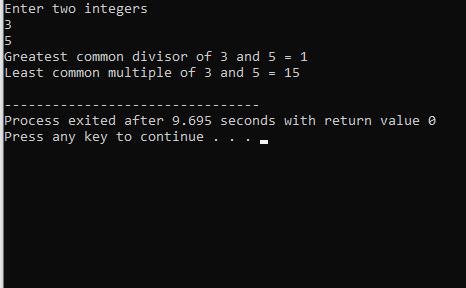 Enter two integers
3
5
Greatest common divisor of 3 and 5 = 1
Least common multiple of 3 and 5 = 15
--------------------------------
Process exited after 9.695 seconds with return value 0
Press any key to continue . . .